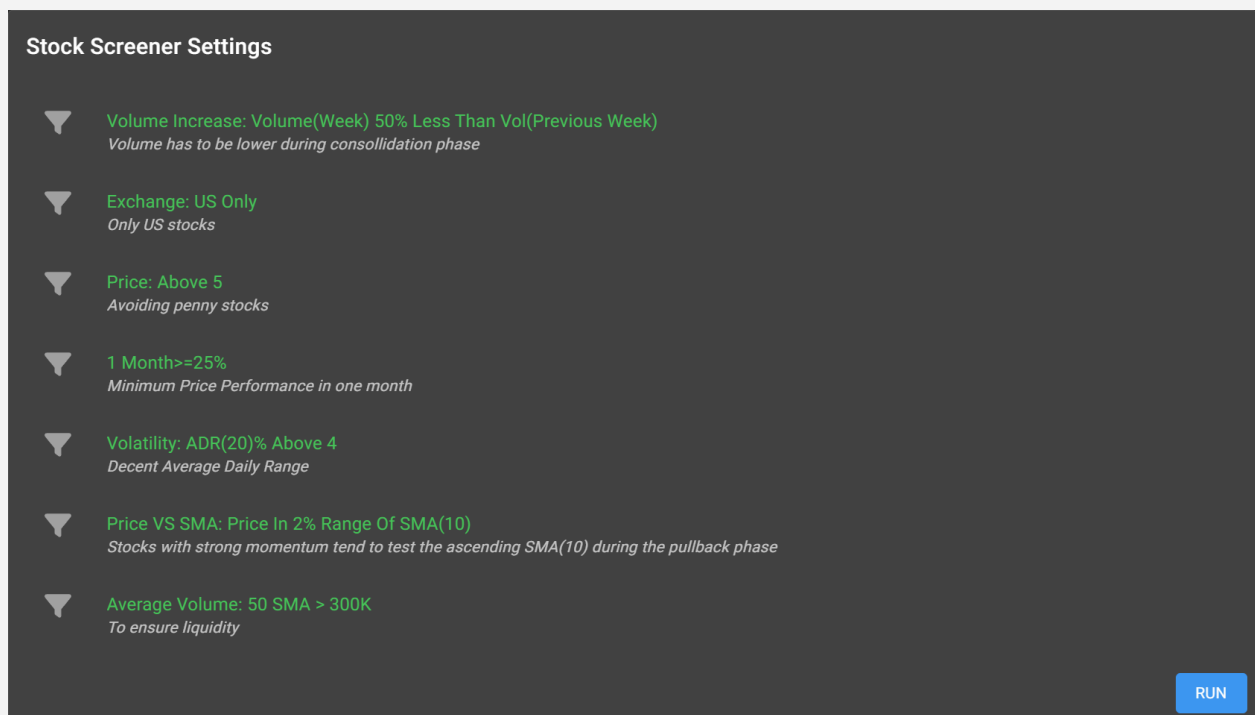 Stock Screener Settings
Volume Increase: Volume(Week) 50% Less Than Vol(Previous Week)
Volume has to be lower during consollidation phase
Exchange: US Only
Only US stocks
Price: Above 5
Avoiding penny stocks
1 Month>=25%
Minimum Price Performance in one month
Volatility: ADR(20)% Above 4
Decent Average Daily Range
Price VS SMA: Price In 2% Range Of SMA(10)
Stocks with strong momentum tend to test the ascending SMA(10) during the pullback phase
Average Volume: 50 SMA > 300K
To ensure liquidity
RUN